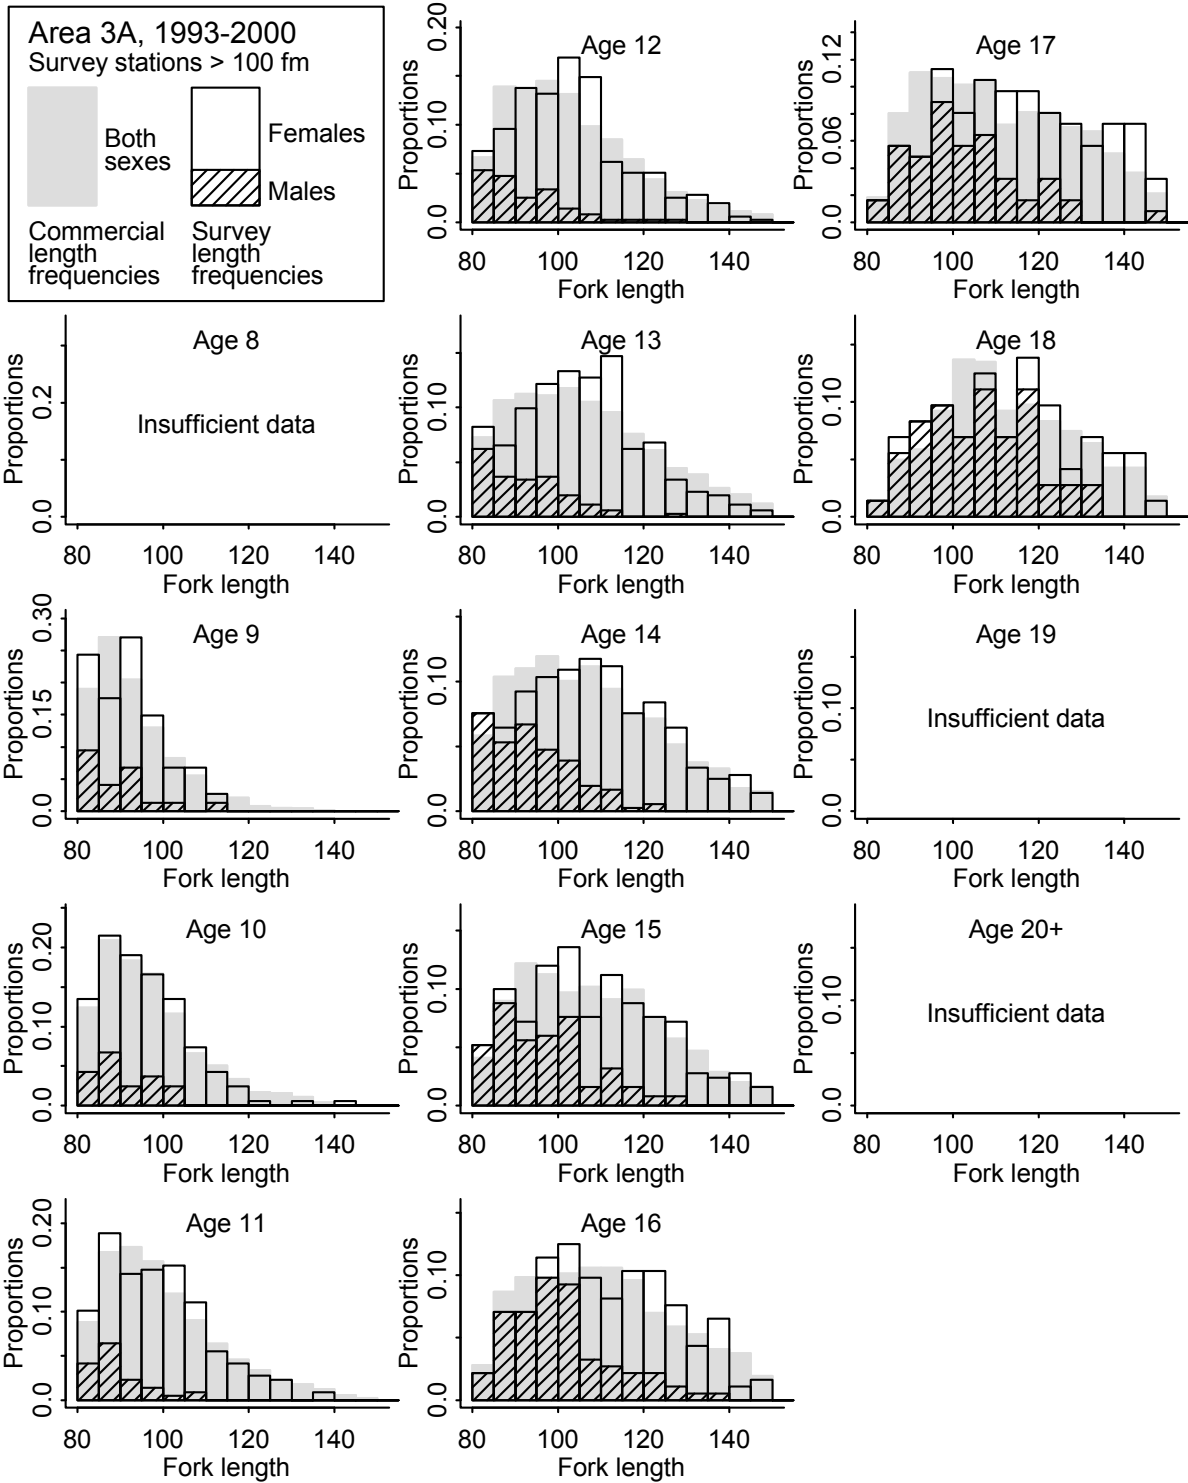 Area 3A, 1993-2000
Survey stations > 100 fm
Both
sexes
Females
Males
Commercial
length
frequencies
Survey
length
frequencies
Age 8
Insufficient data
Proportions
0.0 0.2
80 100 120 140
Fork length
Age 9
Proportions
0.0 0.15 0.30
80 100 120 140
Fork length
Age 10
Proportions
0.0 0.10 0.20
80 100 120 140
Fork length
Age 11
Proportions
0.0 0.10 0.20
80 100 120 140
Fork length
Age 12
Proportions
0.0 0.10 0.20
80 100 120 140
Fork length
Age 13
Proportions
0.0 0.10
80 100 120 140
Fork length
Age 14
Proportions
0.0 0.10
80 100 120 140
Fork length
Age 15
Proportions
0.0 0.10
80 100 120 140
Fork length
Age 16
Proportions
0.0 0.10
80 100 120 140
Fork length
Age 17
Proportions
0.0 0.06 0.12
80 100 120 140
Fork length
Age 18
Proportions
0.0 0.10
80 100 120 140
Fork length
Age 19
Insufficient data
Proportions
0.0 0.10
80 100 120 140
Fork length
Age 20+
Insufficient data
Proportions
0.0 0.10
80 100 120 140
Fork length